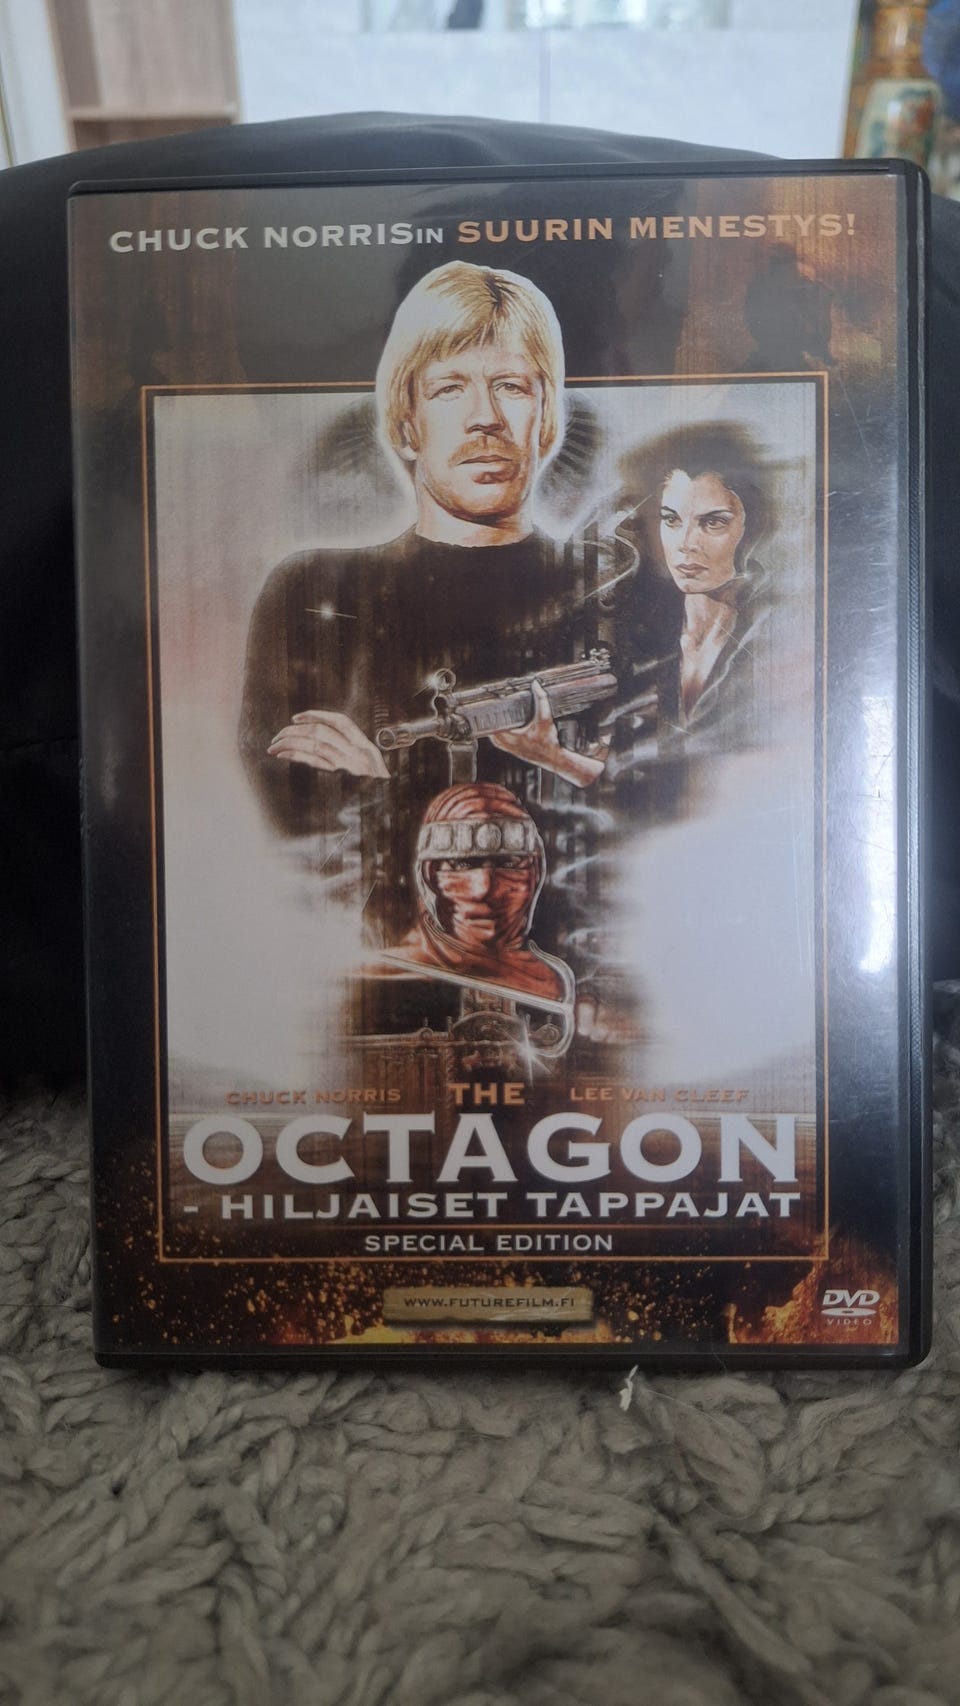 CHUCK NORRISIN SUURIN MENESTYS!
CHUCK NORRIS THE LEE VAN CLEEF
OCTAGON
- HILJAISET TAPPAJAT
SPECIAL EDITION
WWW.FUTUREFILM.FI
DVD
VIDEO